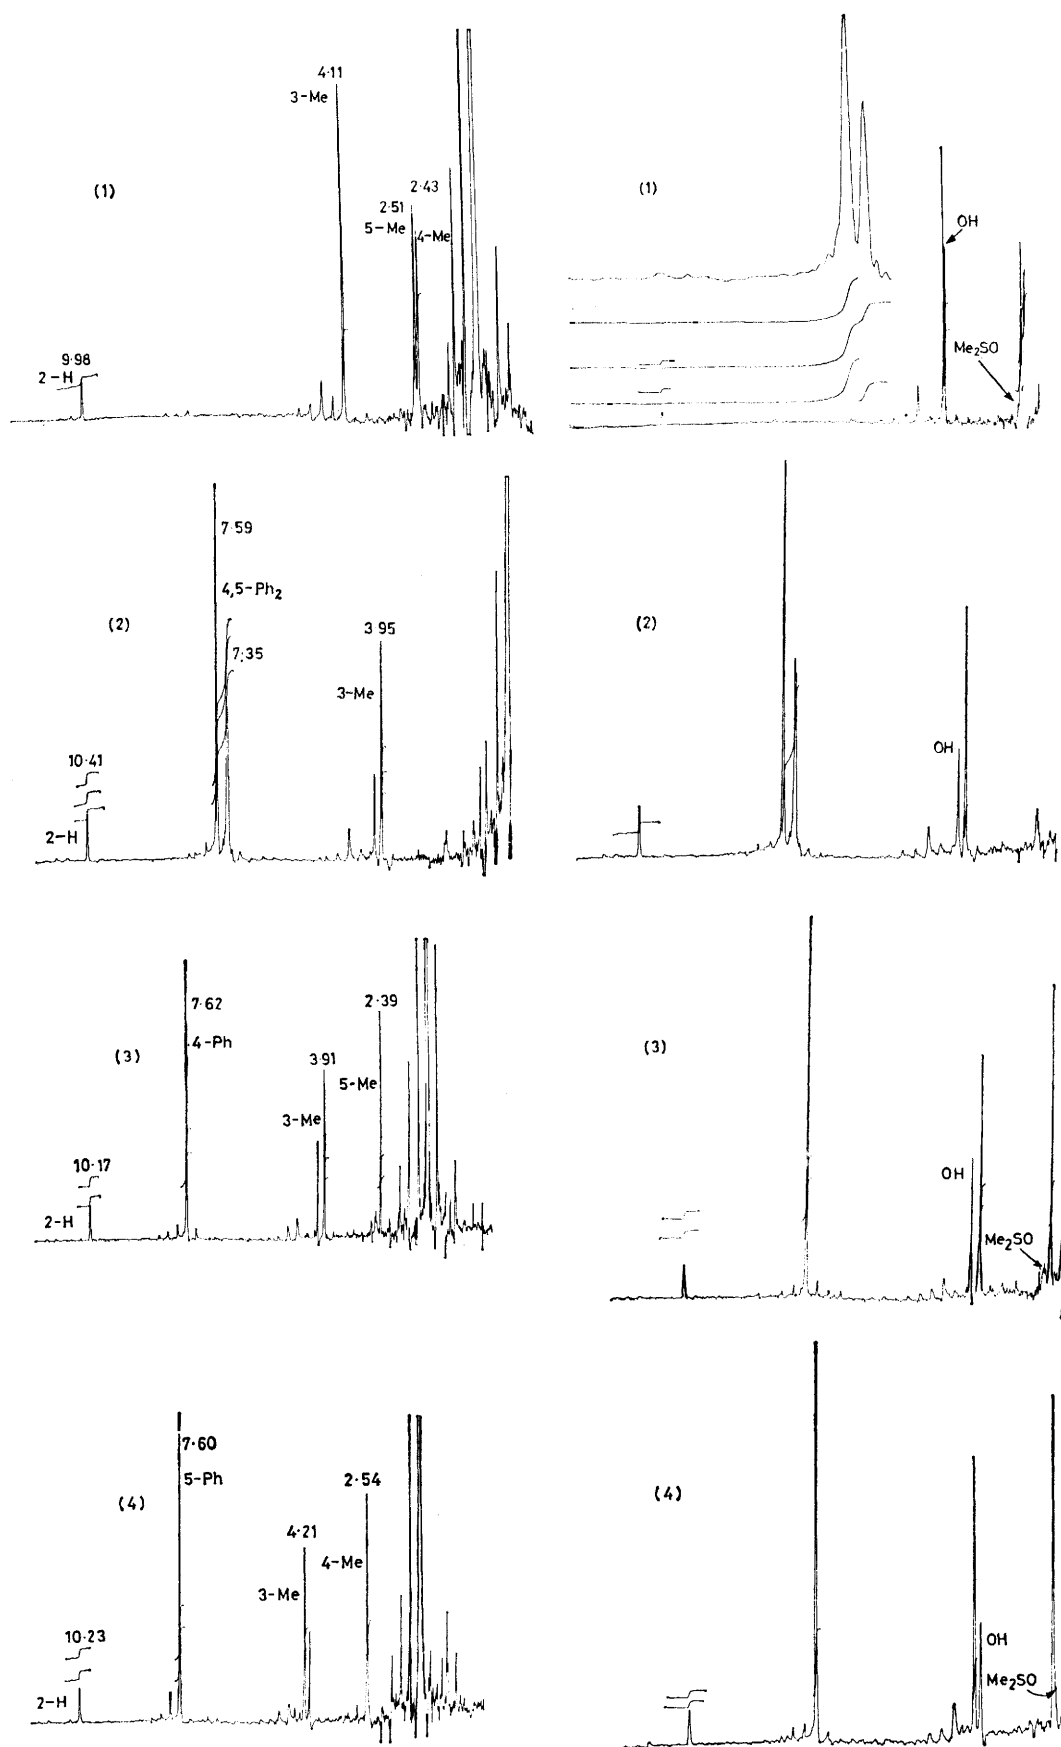 4·11
3-Me
(1)
2·43
2·51
5-Me
4-Me
9·98
2-H
(1)
OH
Me₂SO
7·59
4,5-Ph₂
(2)
7·35
3 95
3-Me
10·41
2-H
(2)
OH
7·62
4-Ph
(3)
2·39
3·91
5-Me
3-Me
10·17
2-H
(3)
OH
Me₂SO
7·60
5-Ph
(4)
2·54
4·21
4-Me
3-Me
10·23
2-H
(4)
OH
Me₂SO